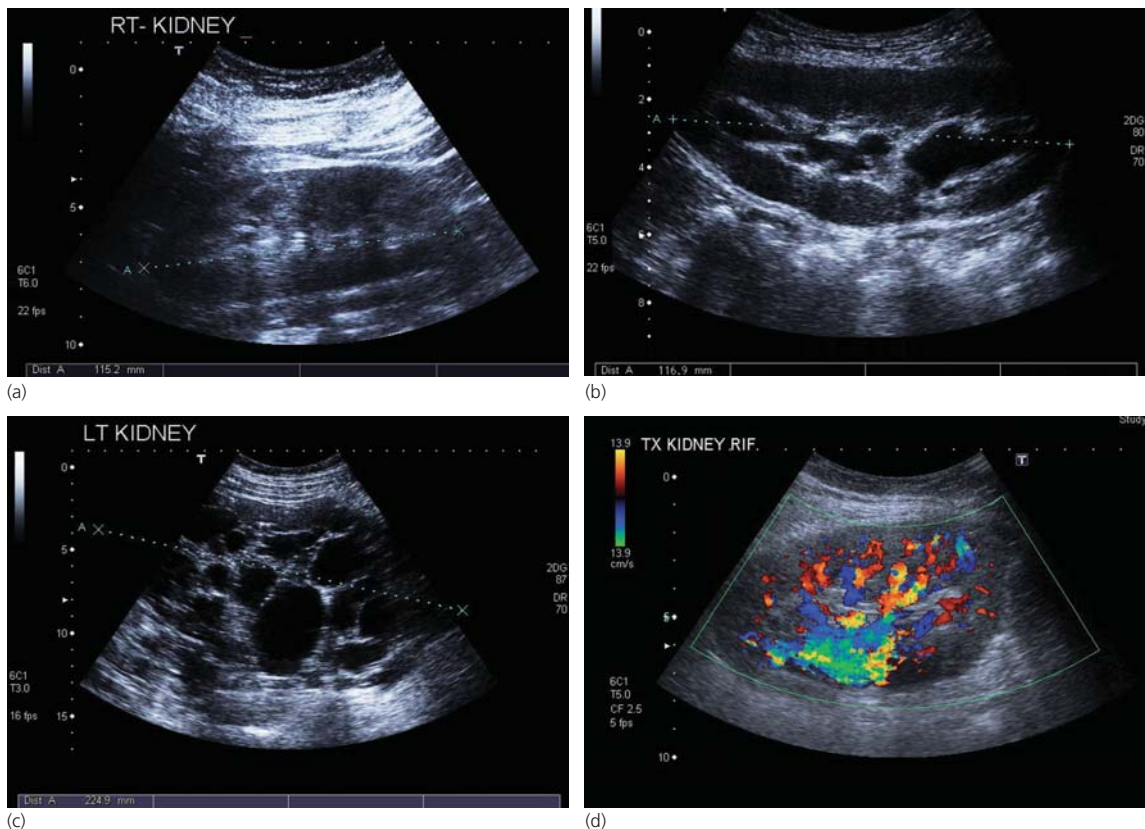 RT- KIDNEY
T
0
5
10
A
6C1
T6.0
22 fps
Dist A 115.2 mm
(a)
0
2
4
6
8
A
2DG
80
DR
70
6C1
T5.0
22 fps
Dist A 116.9 mm
(b)
LT KIDNEY
T
0
5
10
15
A
2DG
87
DR
70
6C1
T3.0
16 fps
Dist A 224.9 mm
(c)
Study
TX KIDNEY RIF
13.9
13.9
cm/s
T
0
5
10
6C1
T5.0
CF 2.5
5 fps
(d)